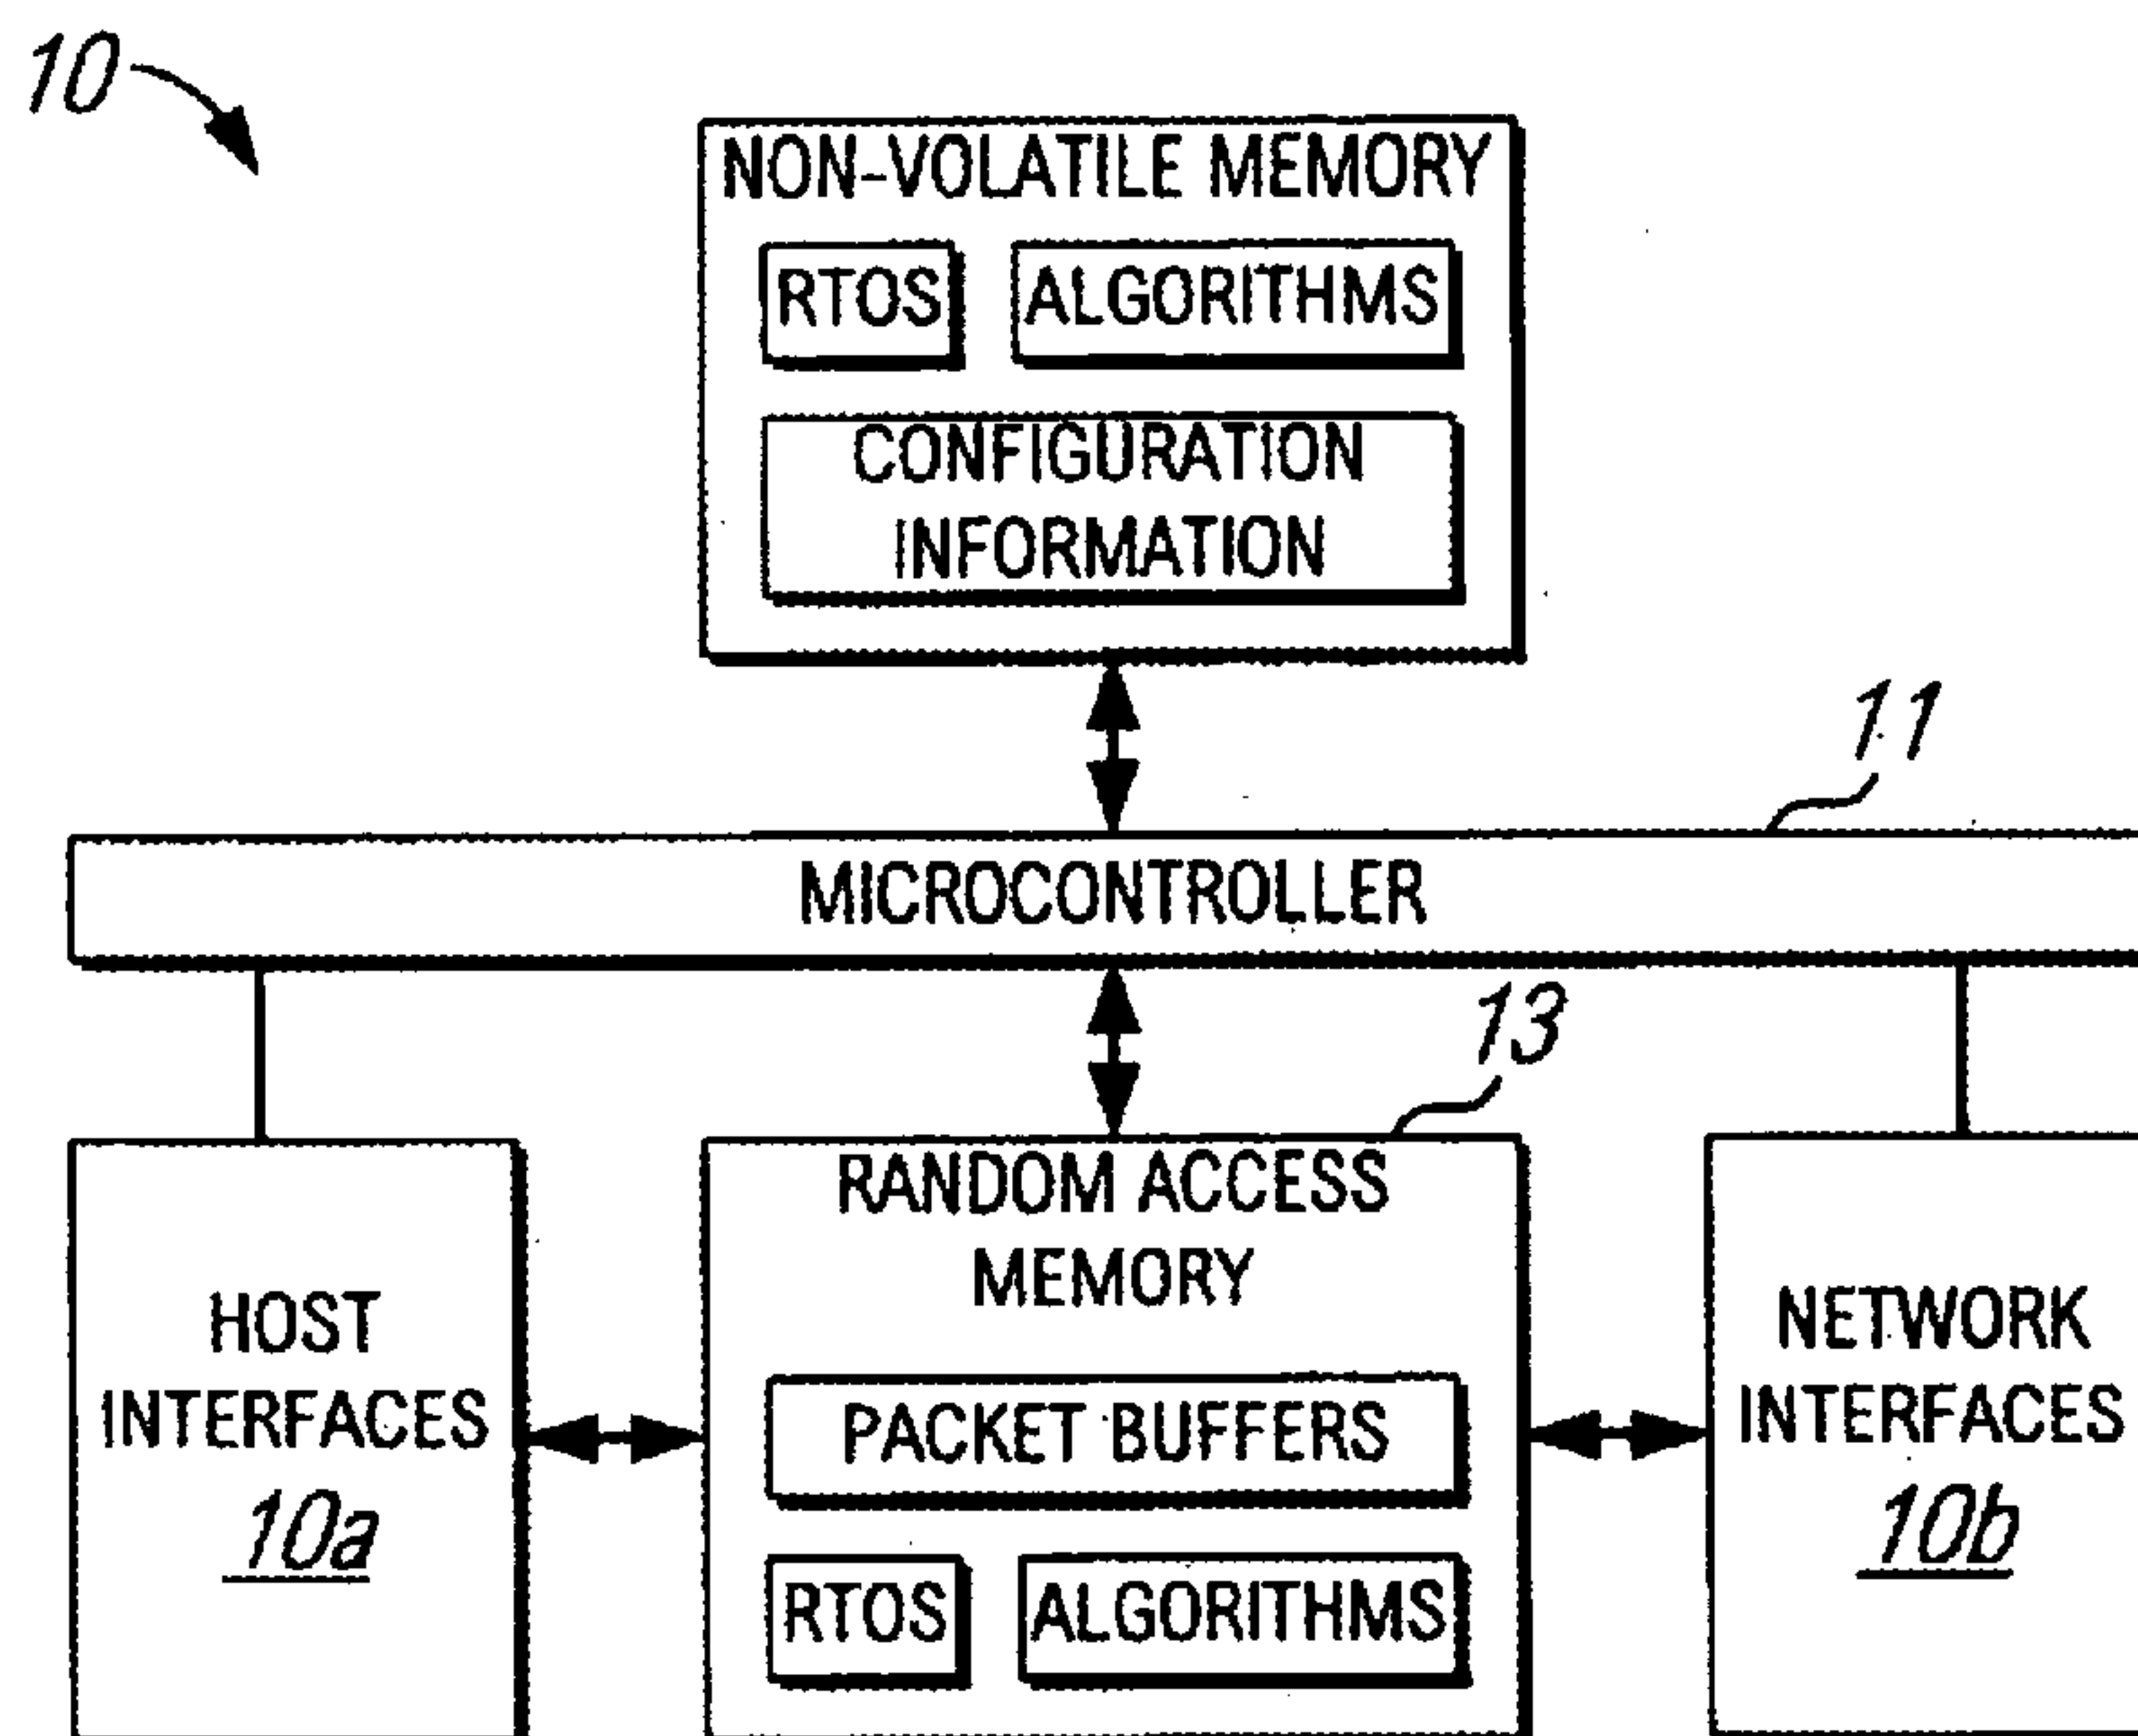 10
NON-VOLATILE MEMORY
RTOS
ALGORITHMS
CONFIGURATION
INFORMATION
11
MICROCONTROLLER
13
RANDOM ACCESS
MEMORY
HOST
INTERFACES
10a
PACKET BUFFERS
RTOS
ALGORITHMS
NETWORK
INTERFACES
10b